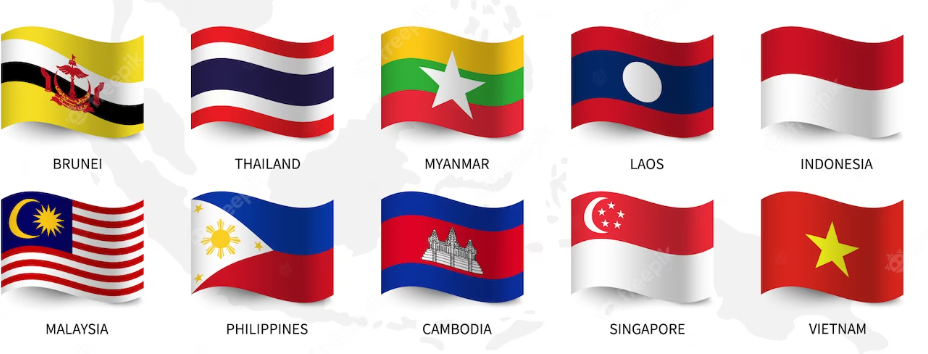 BRUNEI
THAILAND
MYANMAR
LAOS
INDONESIA
MALAYSIA
PHILIPPINES
CAMBODIA
SINGAPORE
VIETNAM